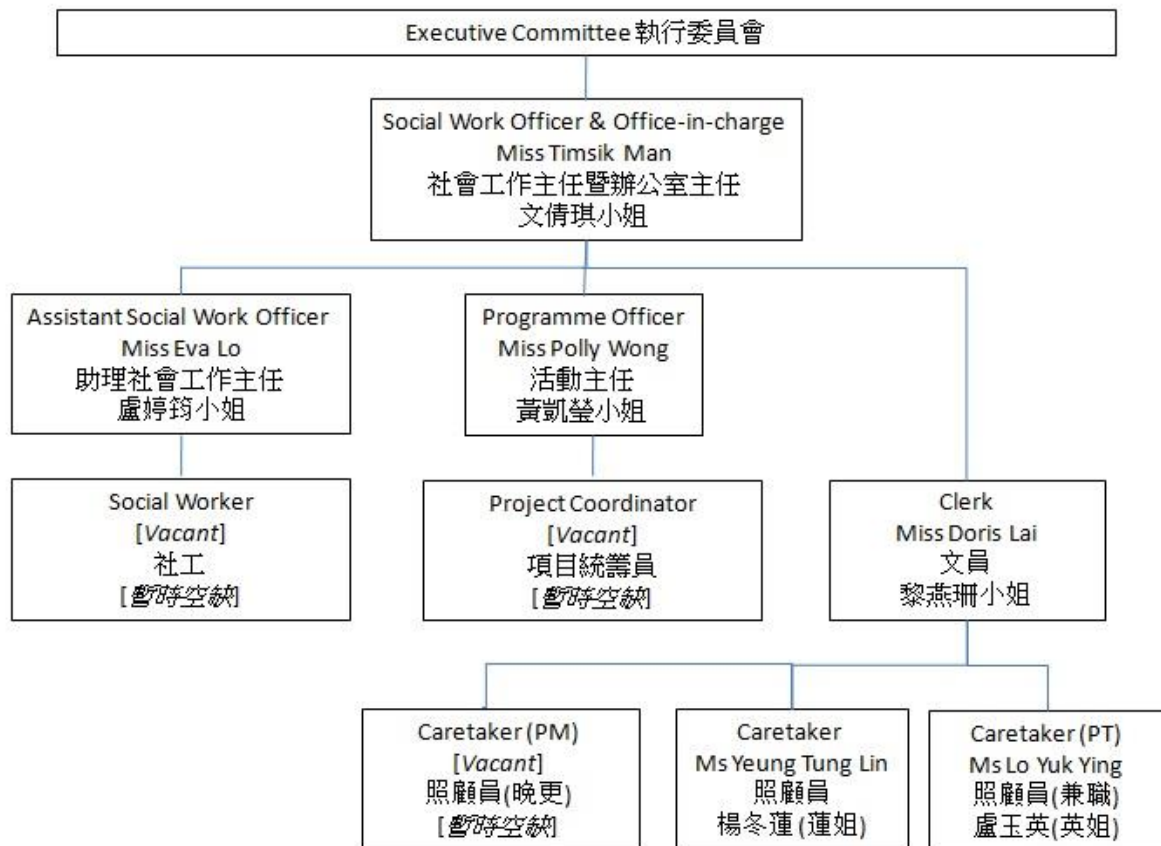 Executive Committee 執行委員會
Social Work Officer & Office-in-charge
Miss Timsik Man
社會工作主任暨辦公室主任
文倩琪小姐
Assistant Social Work Officer
Miss Eva Lo
助理社會工作主任
盧婷筠小姐
Programme Officer
Miss Polly Wong
活動主任
黃凱瑩小姐
Social Worker
[Vacant]
社工
[暫時空缺]
Project Coordinator
[Vacant]
項目統籌員
[暫時空缺]
Clerk
Miss Doris Lai
文員
黎燕珊小姐
Caretaker (PM)
[Vacant]
照顧員(晚更)
[暫時空缺]
Caretaker
Ms Yeung Tung Lin
照顧員
楊冬蓮 (蓮姐)
Caretaker (PT)
Ms Lo Yuk Ying
照顧員(兼職)
盧玉英(英姐)